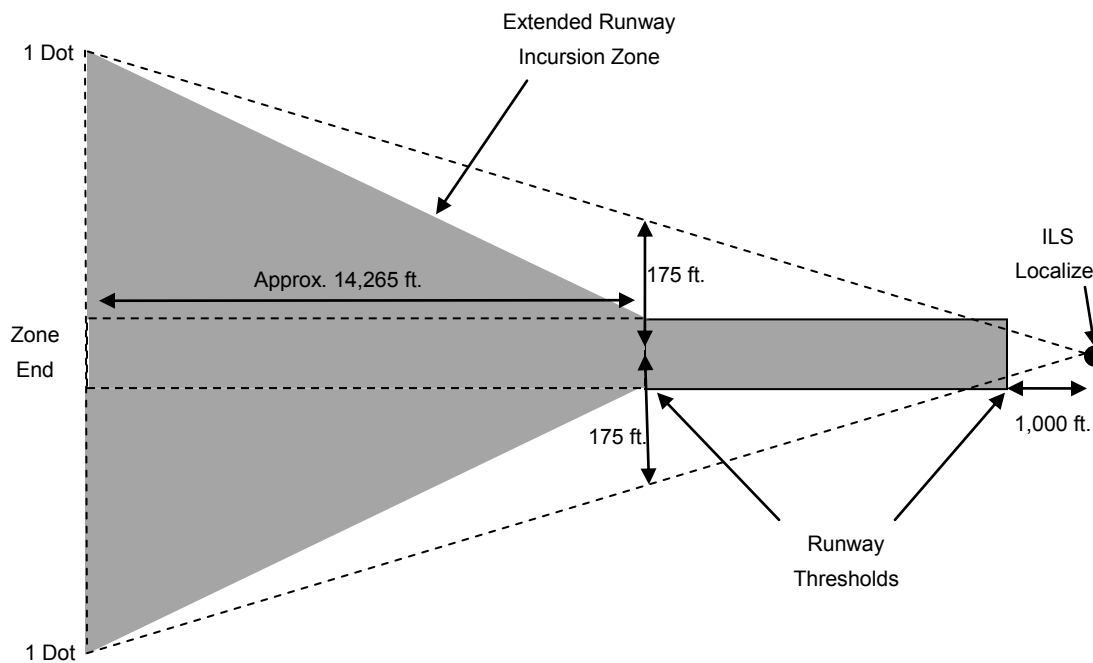 Extended Runway
Incursion Zone
1 Dot
ILS
Localize
175 ft.
Approx. 14,265 ft.
Zone
End
1,000 ft.
175 ft.
Runway
Thresholds
1 Dot